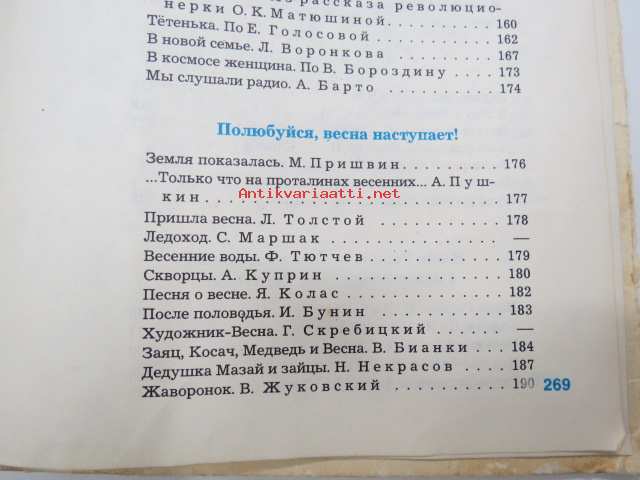 рассказа революцио-
нерки О. К. Матюшиной . . . . . . . . . . 160
Тётенька. По Е. Голосовой . . . . . . . . . . 162
В новой семье. Л. Воронкова . . . . . . . . . . 167
В космосе женщина. По В. Бороздину . . . . 173
Мы слушали радио. А. Барто . . . . . . . . . . 174
Полюбуйся, весна наступает!
Земля показалась. М. Пришвин . . . . . . . . . 176
...Только что на проталинах весенних... А. Пуш-
Antikvariaatti.net
кин . . . . . . . . . . 177
Пришла весна. Л. Толстой . . . . . . . . . . 178
Ледоход. С. Маршак . . . . . . . . . . —
Весенние воды. Ф. Тютчев . . . . . . . . . . 179
Скворцы. А. Куприн . . . . . . . . . . 180
Песня о весне. Я. Колас . . . . . . . . . . 182
После половодья. И. Бунин . . . . . . . . . . 183
Художник-Весна. Г. Скребицкий . . . . . . —
Заяц, Косач, Медведь и Весна. В. Бианки . . . . 184
Дедушка Мазай и зайцы. Н. Некрасов . . . . 187
Жаворонок. В. Жуковский . . . . . . . . . . 190 269